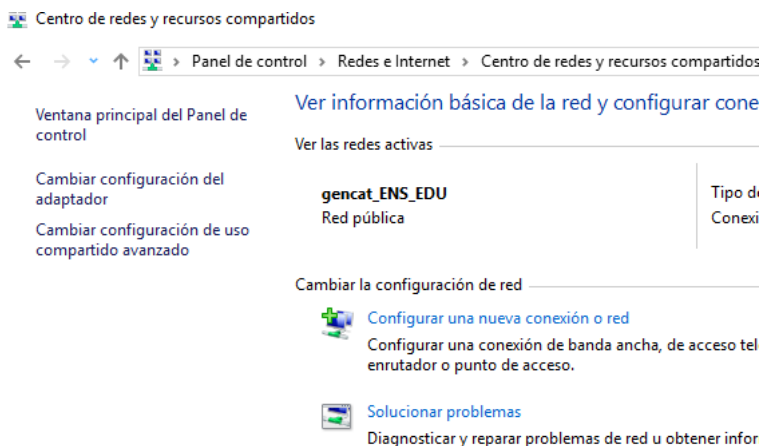 Centro de redes y recursos compartidos
Panel de control > Redes e Internet > Centro de redes y recursos compartidos
Ventana principal del Panel de
control
Cambiar configuración del
adaptador
Cambiar configuración de uso
compartido avanzado
Ver información básica de la red y configurar cone
Ver las redes activas
gencat_ENS_EDU
Red pública
Tipo de
Conexi
Cambiar la configuración de red
Configurar una nueva conexión o red
Configurar una conexión de banda ancha, de acceso tel
enrutador o punto de acceso.
Solucionar problemas
Diagnosticar y reparar problemas de red u obtener infor